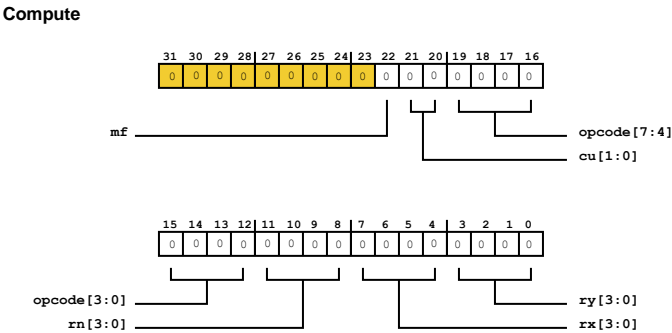 Compute
31 30 29 28 27 26 25 24 23 22 21 20 19 18 17 16
0 0 0 0 0 0 0 0 0 0 0 0 0 0 0 0
mf
opcode[7:4]
cu[1:0]
15 14 13 12 11 10 9 8 7 6 5 4 3 2 1 0
0 0 0 0 0 0 0 0 0 0 0 0 0 0 0 0
opcode[3:0] ry[3:0]
rn[3:0] rx[3:0]